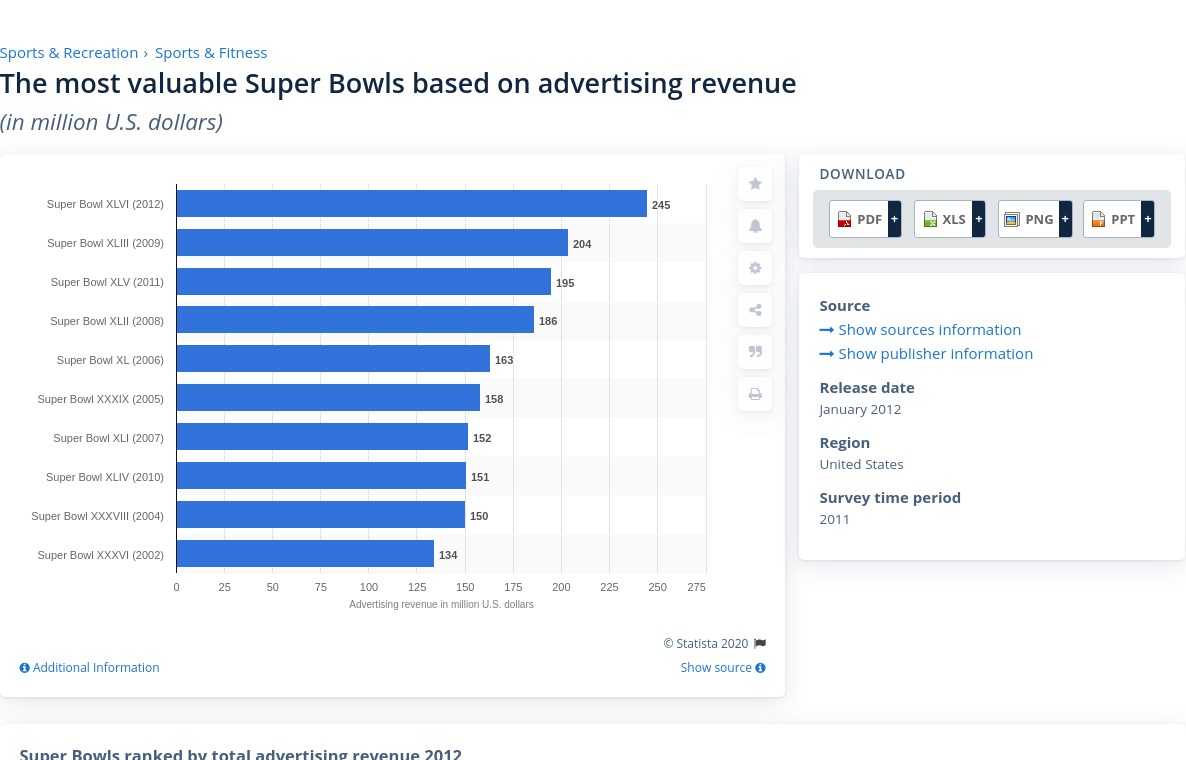 Sports & Recreation › Sports & Fitness
The most valuable Super Bowls based on advertising revenue
(in million U.S. dollars)
Super Bowl XLVI (2012) 245
Super Bowl XLIII (2009) 204
Super Bowl XLV (2011) 195
Super Bowl XLII (2008) 186
Super Bowl XL (2006) 163
Super Bowl XXXIX (2005) 158
Super Bowl XLI (2007) 152
Super Bowl XLIV (2010) 151
Super Bowl XXXVIII (2004) 150
Super Bowl XXXVI (2002) 134
0 25 50 75 100 125 150 175 200 225 250 275
Advertising revenue in million U.S. dollars
© Statista 2020
Additional Information
Show source
DOWNLOAD
PDF + XLS + PNG + PPT +
Source
Show sources information
Show publisher information
Release date
January 2012
Region
United States
Survey time period
2011
Super Bowls ranked by total advertising revenue 2012